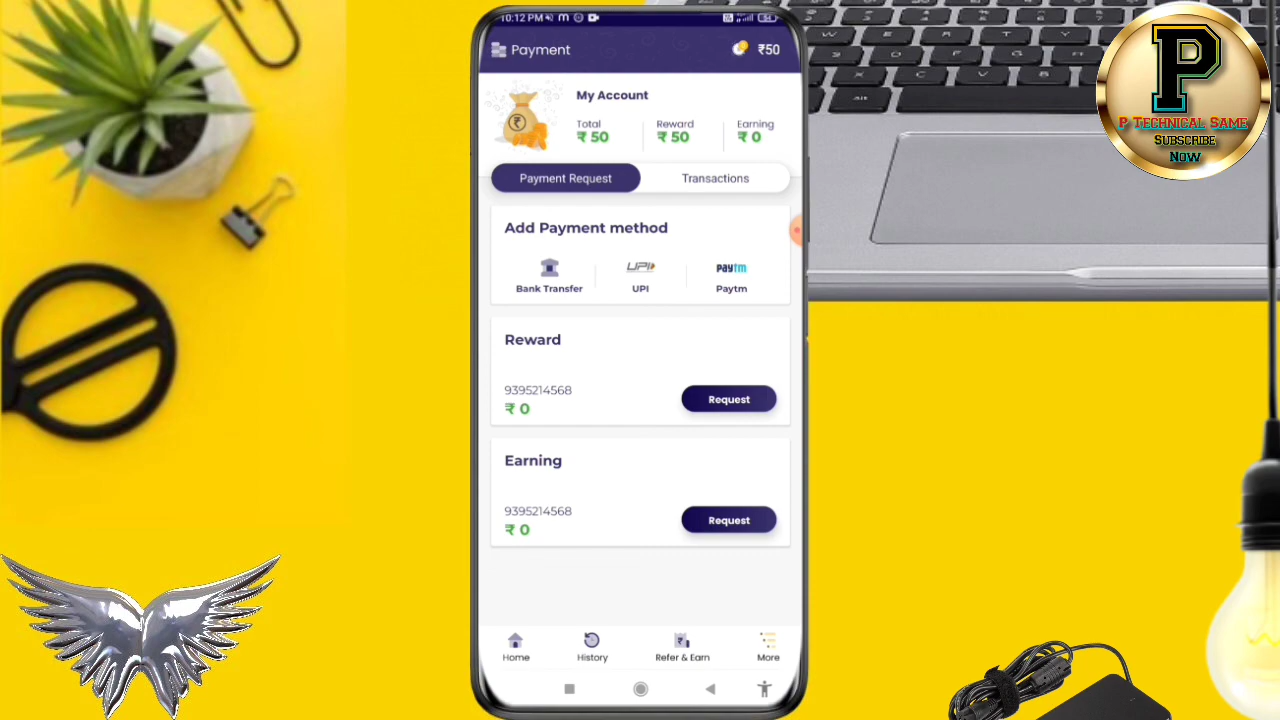 10:12 PM
Payment
₹50
My Account
Total
₹ 50
Reward
₹ 50
Earning
₹ 0
Payment Request
Transactions
Add Payment method
UPI
Paytm
Bank Transfer
UPI
Paytm
Reward
9395214568
₹ 0
Request
Earning
9395214568
₹ 0
Request
Home
History
Refer & Earn
More
P
P Technical Same
Subscribe
Now